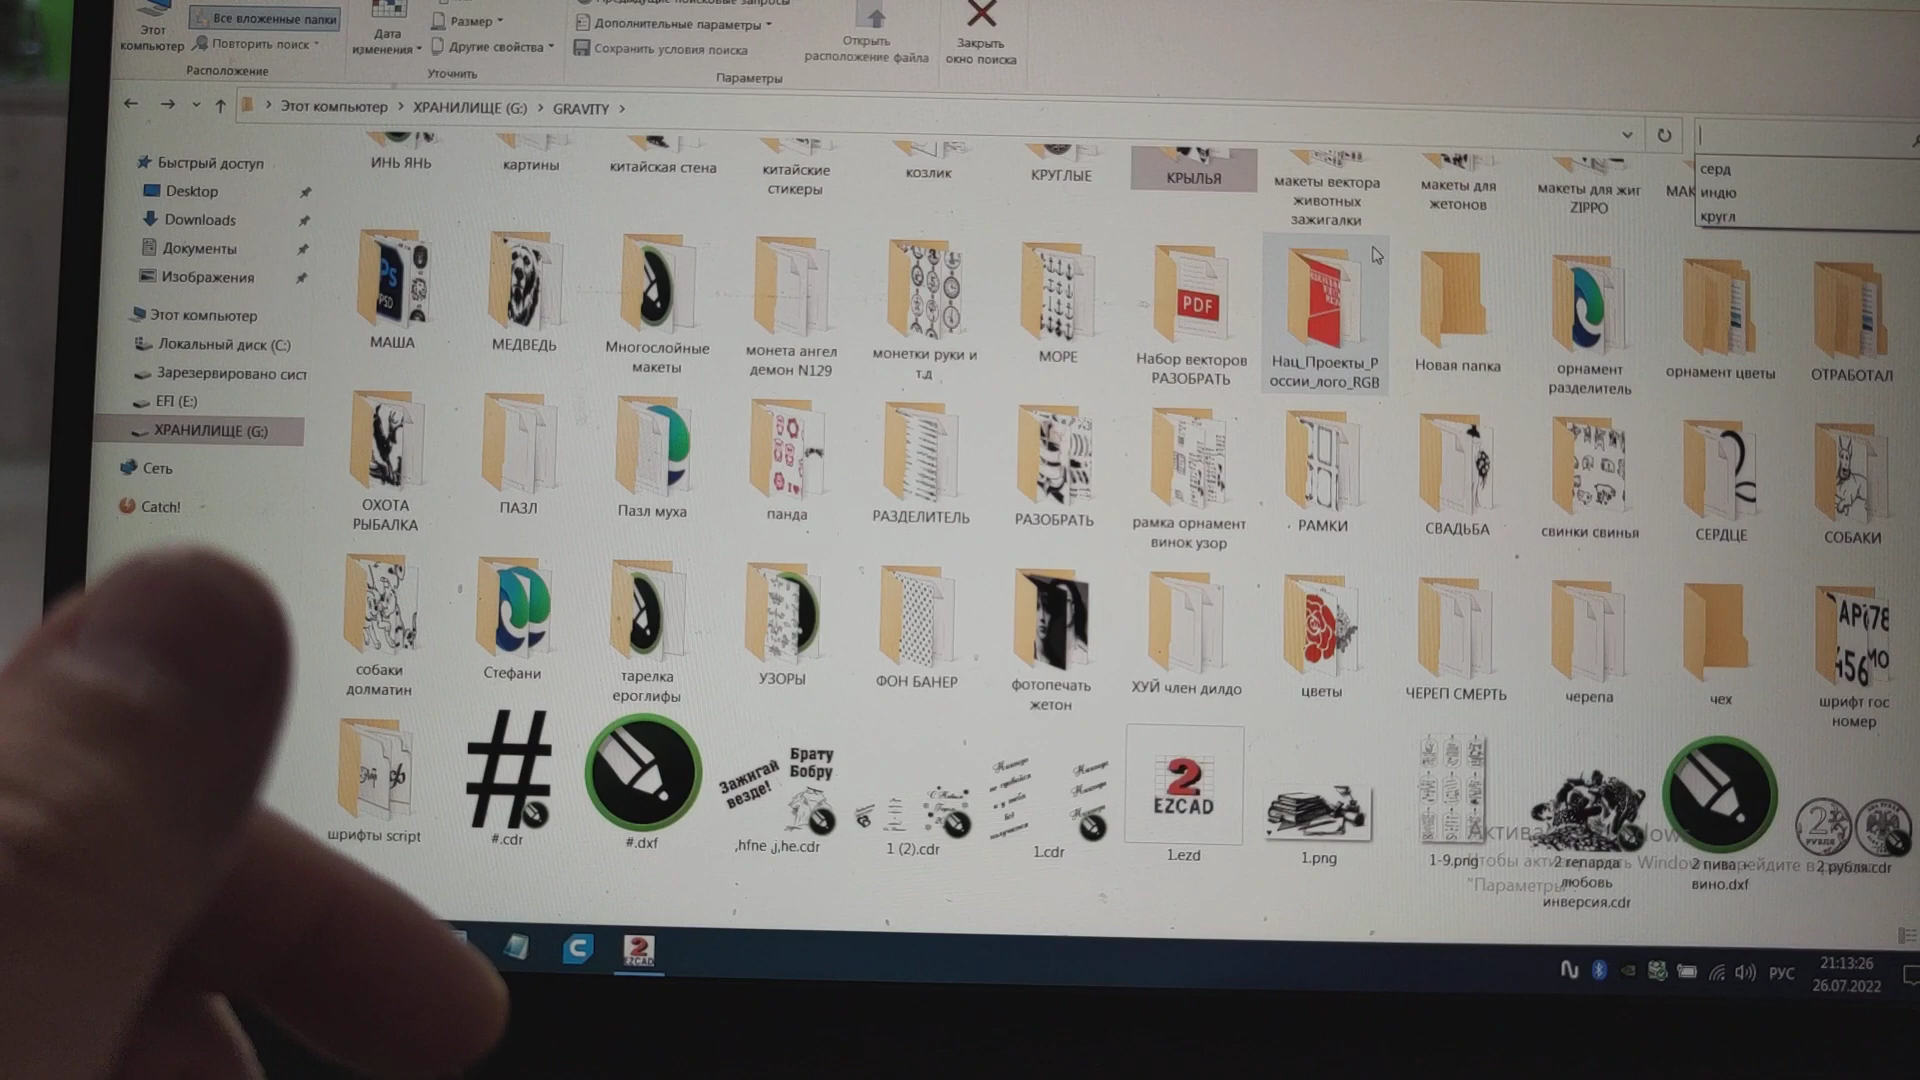 Этот
компьютер
Все вложенные папки
Повторить поиск
Расположение
Дата
изменения
Размер
Другие свойства
Уточнить
Дополнительные параметры
Сохранить условия поиска
Параметры
Открыть
расположение файла
Закрыть
окно поиска
Этот компьютер > ХРАНИЛИЩЕ (G:) > GRAVITY >
серд
индю
кругл
Быстрый доступ
Desktop
Downloads
Документы
Изображения
Этот компьютер
Локальный диск (C:)
Зарезервировано сист
EFI (E:)
ХРАНИЛИЩЕ (G:)
Сеть
Catch!
ИНЬ ЯНЬ
картины
китайская стена
китайские
стикеры
козлик
КРУГЛЫЕ
КРЫЛЬЯ
макеты вектора
животных
зажигалки
макеты для
жетонов
макеты для жиг
ZIPPO
МАК
МАША
МЕДВЕДЬ
Многослойные
макеты
монета ангел
демон N129
монетки руки и
т.д
МОРЕ
PDF
Набор векторов
РАЗОБРАТЬ
Нац_Проекты_Р
оссии_лого_RGB
Новая папка
орнамент
разделитель
орнамент цветы
ОТРАБОТАЛ
ОХОТА
РЫБАЛКА
ПАЗЛ
Пазл муха
панда
РАЗДЕЛИТЕЛЬ
РАЗОБРАТЬ
рамка орнамент
винок узор
РАМКИ
СВАДЬБА
свинки свинья
СЕРДЦЕ
СОБАКИ
собаки
долматин
Стефани
тарелка
ероглифы
УЗОРЫ
ФОН БАНЕР
фотопечать
жетон
ХУЙ член дилдо
цветы
ЧЕРЕП СМЕРТЬ
черепа
чех
шрифт гос
номер
шрифты script
#.cdr
#.dxf
Зажигай
везде!
Брату
Бобру
,hfne j,he.cdr
1 (2).cdr
1.cdr
2
EZCAD
1.ezd
1.png
1-9.png
2 гепарда
любовь
инверсия.cdr
2 пива +
вино.dxf
2 рубля.cdr
2
EZCAD
РУС
21:13:26
26.07.2022